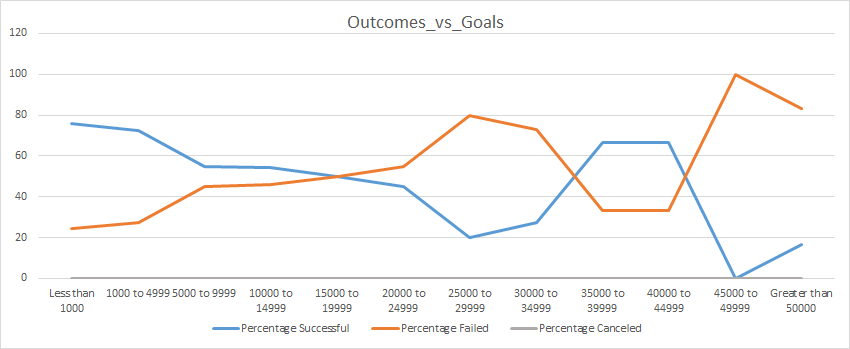 Outcomes_vs_Goals
120
100
80
60
40
20
0
Less than 1000 to 4999 5000 to 9999 10000 to 15000 to 20000 to 25000 to 30000 to 35000 to 40000 to 45000 to Greater than
1000 14999 19999 24999 29999 34999 39999 44999 49999 50000
Percentage Successful Percentage Failed Percentage Canceled